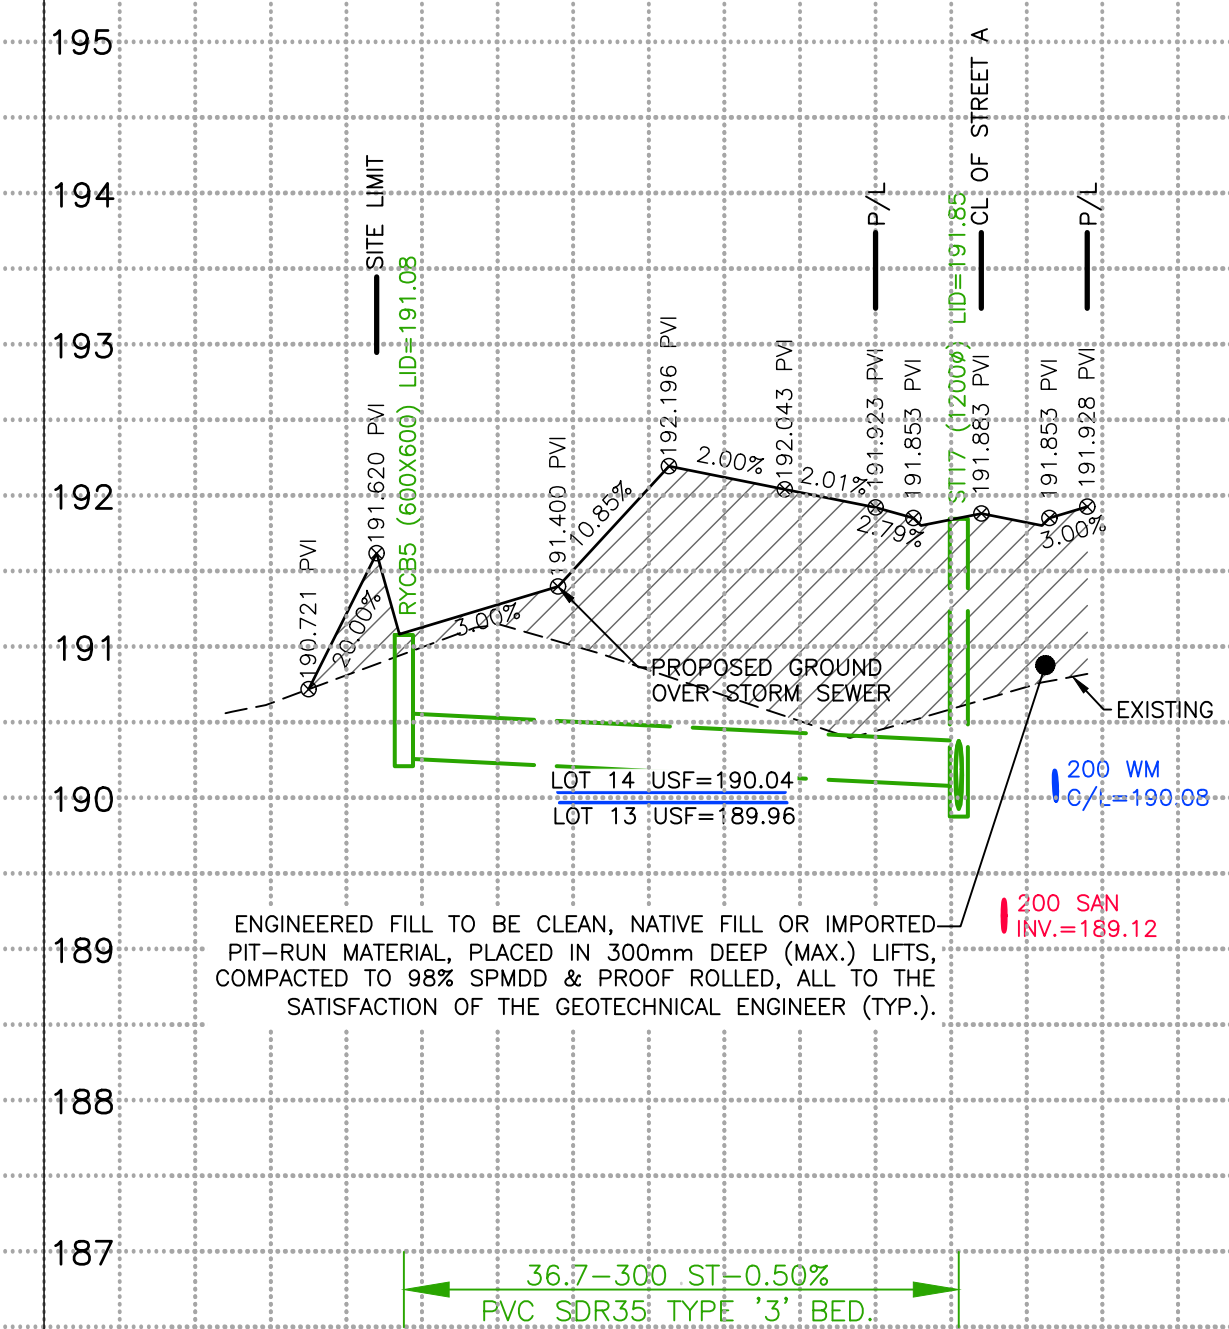 195
194
193
192
191
190
189
188
187
SITE LIMIT
P/L
CL OF STREET A
P/L
RYCB5 (600X600) LID=191.08
ST17 (1200ø) LID=191.85
190.721 PVI
191.620 PVI
191.400 PVI
192.196 PVI
192.043 PVI
191.923 PVI
191.853 PVI
191.883 PVI
191.853 PVI
191.928 PVI
20.00%
3.00%
10.85%
2.00%
2.01%
2.79%
3.00%
PROPOSED GROUND
OVER STORM SEWER
EXISTING
LOT 14 USF=190.04
LOT 13 USF=189.96
200 WM
C/L=190.08
200 SAN
INV.=189.12
ENGINEERED FILL TO BE CLEAN, NATIVE FILL OR IMPORTED
PIT-RUN MATERIAL, PLACED IN 300mm DEEP (MAX.) LIFTS,
COMPACTED TO 98% SPMDD & PROOF ROLLED, ALL TO THE
SATISFACTION OF THE GEOTECHNICAL ENGINEER (TYP.).
36.7-300 ST-0.50%
PVC SDR35 TYPE '3' BED.